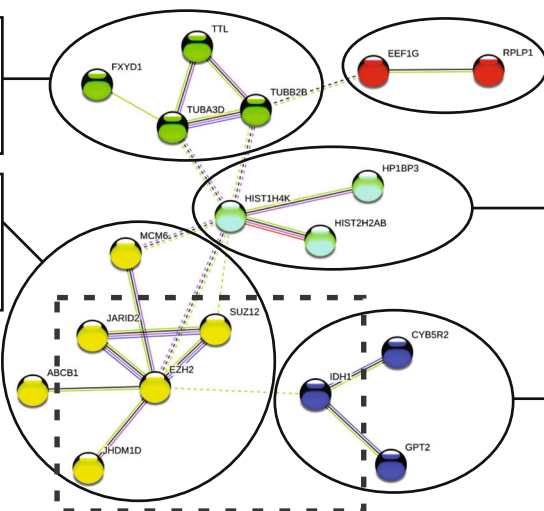 TTL
EEF1G
RPLP1
FXYD1
TUBB2B
TUBA3D
HP1BP3
HIST1H4K
HIST2H2AB
MCM6
SUZ12
JARID2
CYB5R2
EZH2
ABCB1
IDH1
JHDM1D
GPT2